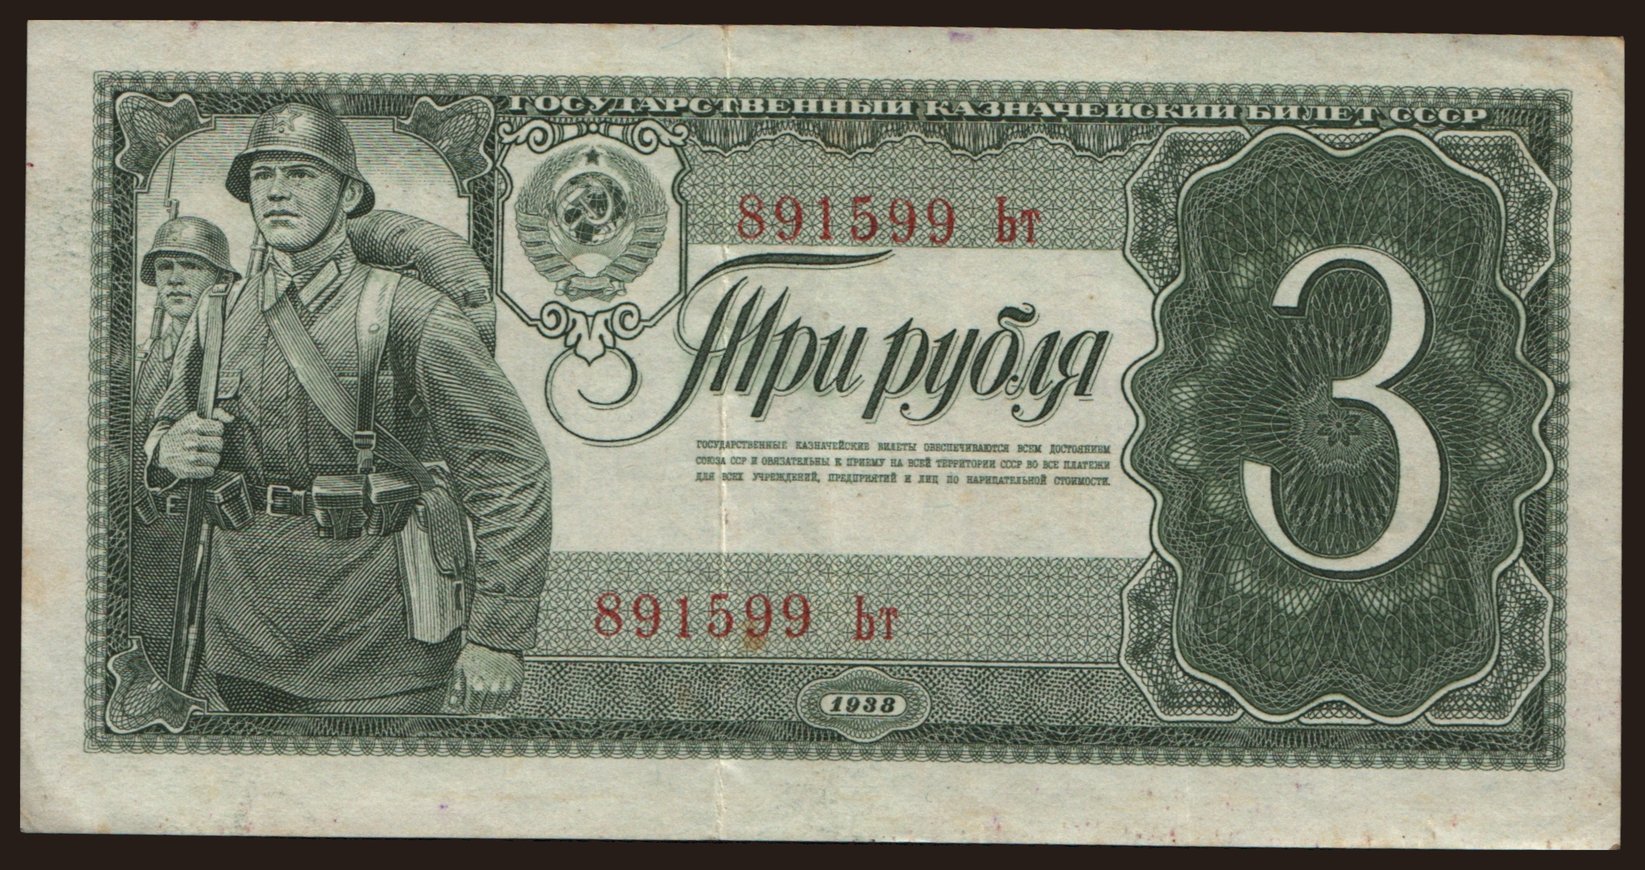 ГОСУДАРСТВЕННЫЙ КАЗНАЧЕЙСКИЙ БИЛЕТ СССР
891599 Ьт
Три рубля
3
ГОСУДАРСТВЕННЫЕ КАЗНАЧЕЙСКИЕ БИЛЕТЫ ОБЕСПЕЧИВАЮТСЯ ВСЕМ ДОСТОЯНИЕМ
СОЮЗА ССР И ОБЯЗАТЕЛЬНЫ К ПРИЕМУ НА ВСЕЙ ТЕРРИТОРИИ СССР ВО ВСЕ ПЛАТЕЖИ
ДЛЯ ВСЕХ УЧРЕЖДЕНИЙ, ПРЕДПРИЯТИЙ И ЛИЦ ПО НАРИЦАТЕЛЬНОЙ СТОИМОСТИ.
891599 Ьт
1938